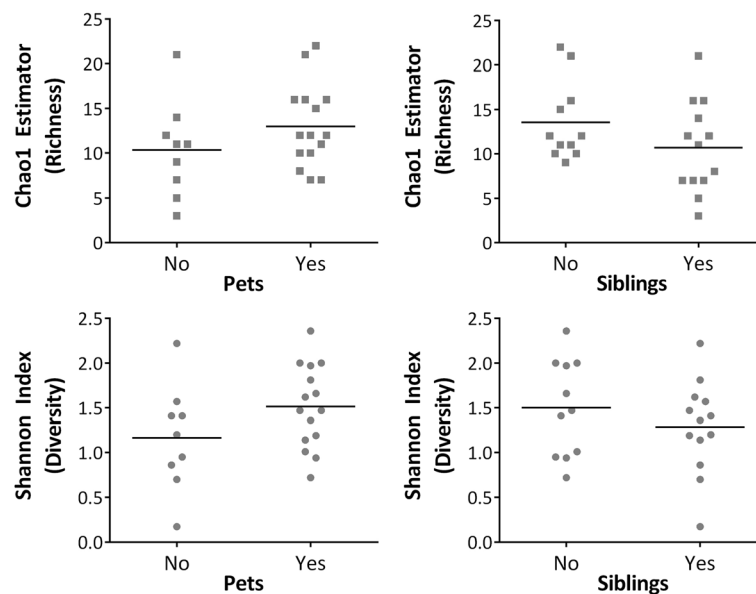 Chao1 Estimator
(Richness)
25
20
15
10
5
0
No
Yes
Pets
Chao1 Estimator
(Richness)
25
20
15
10
5
0
No
Yes
Siblings
Shannon Index
(Diversity)
2.5
2.0
1.5
1.0
0.5
0.0
No
Yes
Pets
Shannon Index
(Diversity)
2.5
2.0
1.5
1.0
0.5
0.0
No
Yes
Siblings